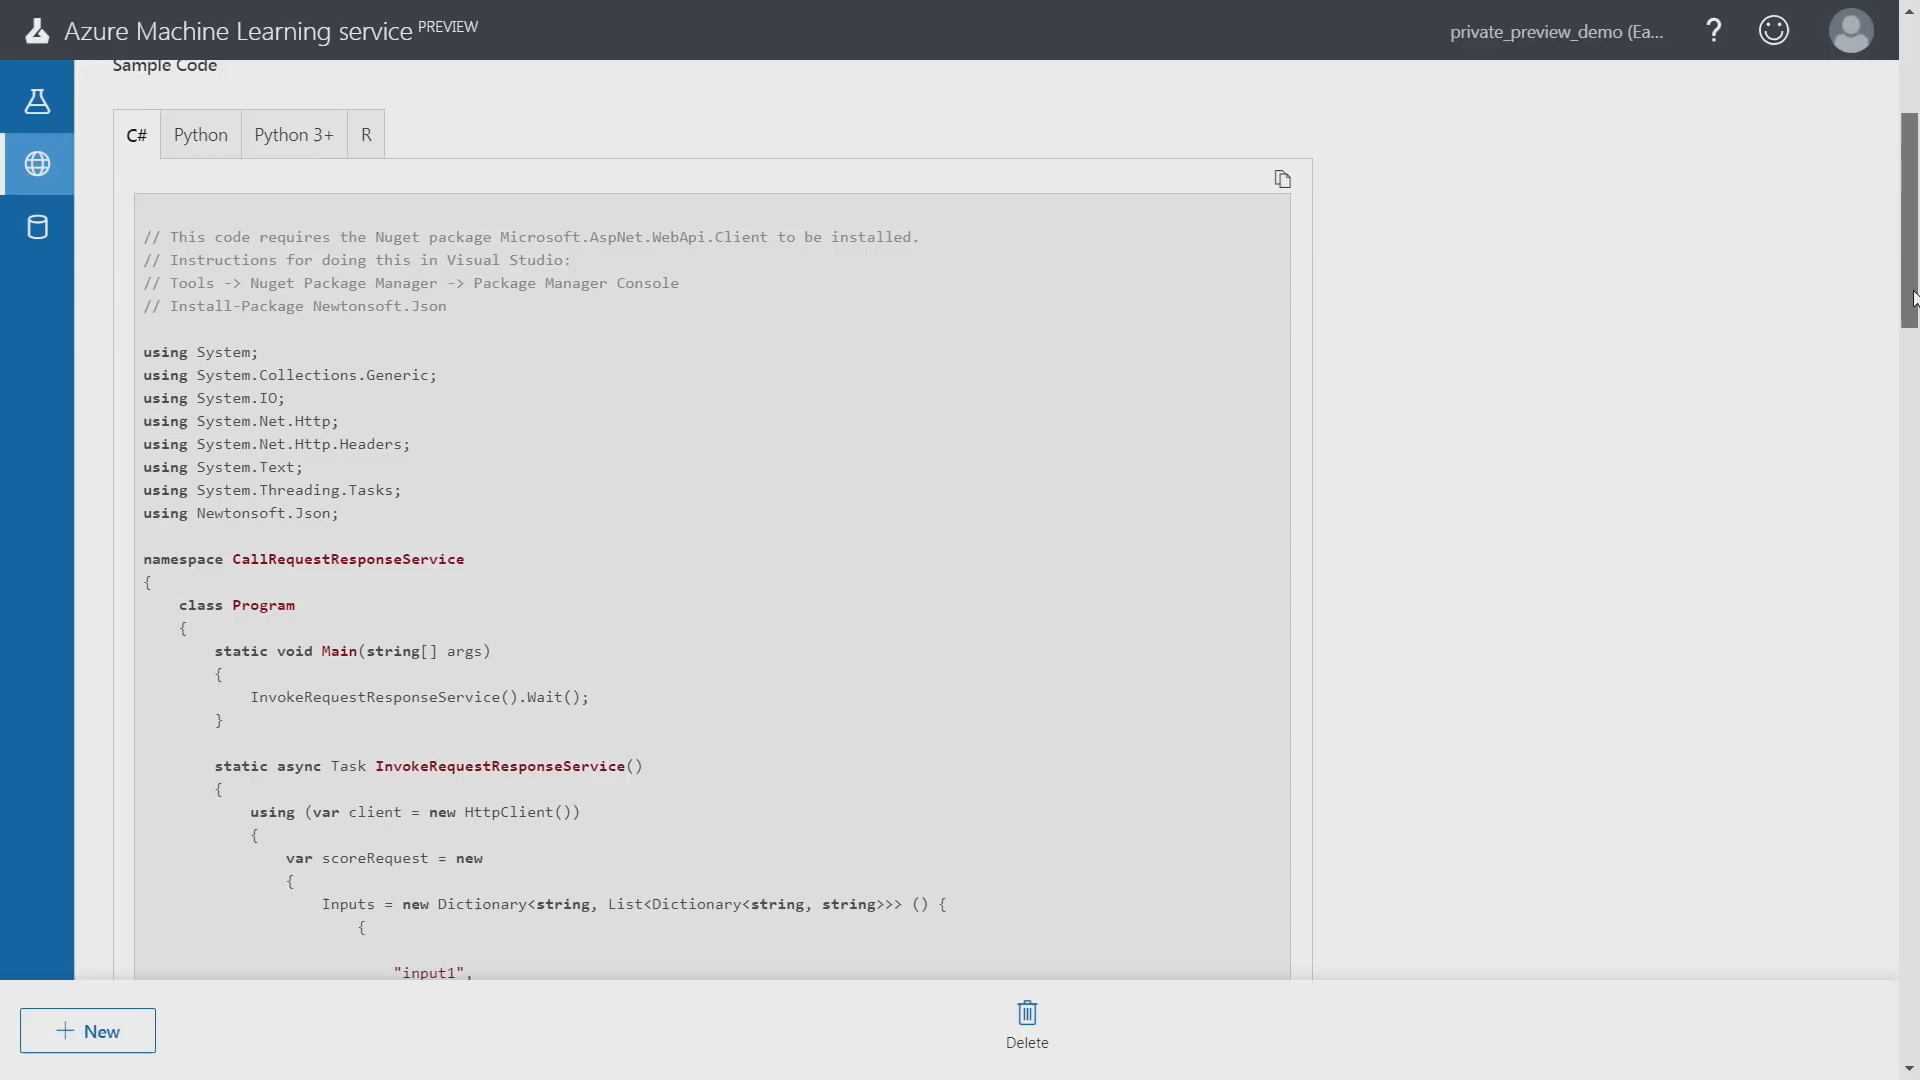 Azure Machine Learning service PREVIEW
private_preview_demo (Ea...
?
Sample Code
C# Python Python 3+ R
// This code requires the Nuget package Microsoft.AspNet.WebApi.Client to be installed.
// Instructions for doing this in Visual Studio:
// Tools -> Nuget Package Manager -> Package Manager Console
// Install-Package Newtonsoft.Json
using System;
using System.Collections.Generic;
using System.IO;
using System.Net.Http;
using System.Net.Http.Headers;
using System.Text;
using System.Threading.Tasks;
using Newtonsoft.Json;
namespace CallRequestResponseService
{
class Program
{
static void Main(string[] args)
{
InvokeRequestResponseService().Wait();
}
static async Task InvokeRequestResponseService()
{
using (var client = new HttpClient())
{
var scoreRequest = new
{
Inputs = new Dictionary<string, List<Dictionary<string, string>>> () {
{
"input1",
+ New
Delete